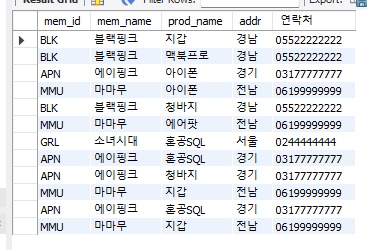 Result Grid Filter Rows: Export:
mem_id mem_name prod_name addr 연락처
BLK 블랙핑크 지갑 경남 05522222222
BLK 블랙핑크 맥북프로 경남 05522222222
APN 에이핑크 아이폰 경기 03177777777
MMU 마마무 아이폰 전남 06199999999
BLK 블랙핑크 청바지 경남 05522222222
MMU 마마무 에어팟 전남 06199999999
GRL 소녀시대 혼공SQL 서울 0244444444
APN 에이핑크 혼공SQL 경기 03177777777
APN 에이핑크 청바지 경기 03177777777
MMU 마마무 지갑 전남 06199999999
APN 에이핑크 혼공SQL 경기 03177777777
MMU 마마무 지갑 전남 06199999999